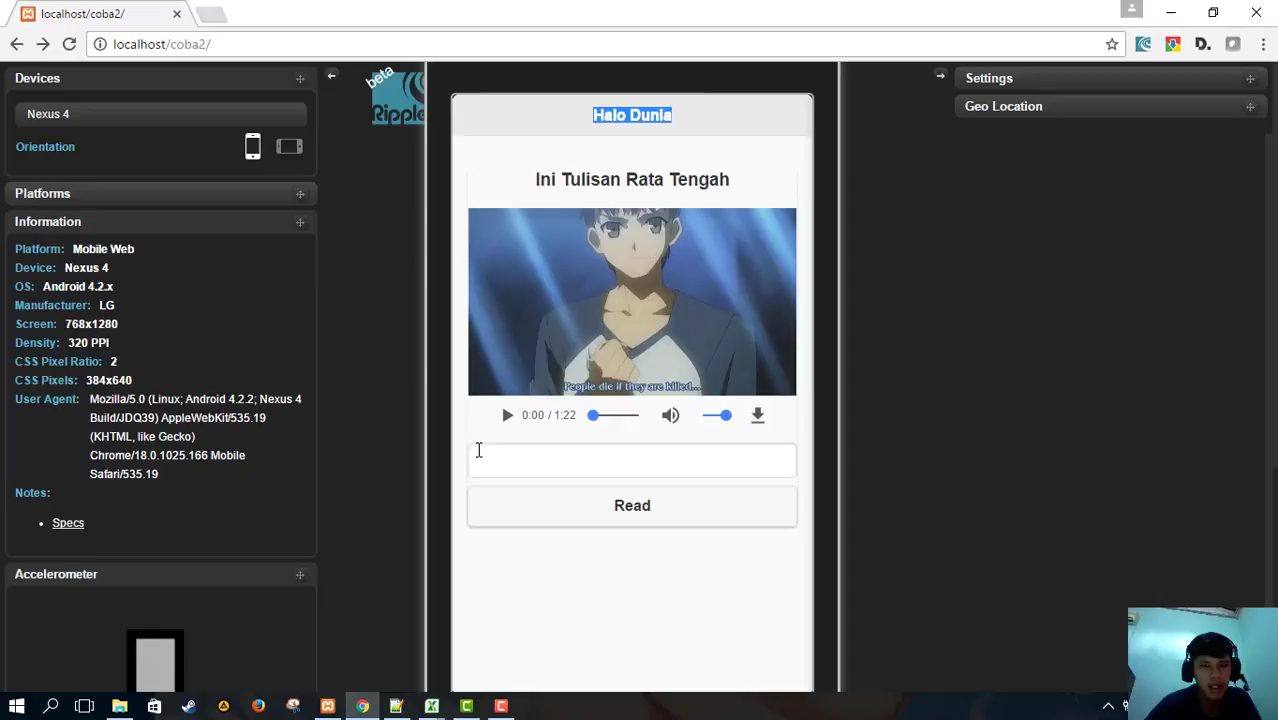 localhost/coba2/
localhost/coba2/
Devices
Nexus 4
Orientation
Platforms
Information
Platform: Mobile Web
Device: Nexus 4
OS: Android 4.2.x
Manufacturer: LG
Screen: 768x1280
Density: 320 PPI
CSS Pixel Ratio: 2
CSS Pixels: 384x640
User Agent: Mozilla/5.0 (Linux; Android 4.2.2; Nexus 4
Build/JDQ39) AppleWebKit/535.19
(KHTML, like Gecko)
Chrome/18.0.1025.166 Mobile
Safari/535.19
Notes:
Specs
Accelerometer
beta
Ripple
Halo Dunia
Ini Tulisan Rata Tengah
People die if they are killed...
0:00 / 1:22
Read
Settings
Geo Location
D.